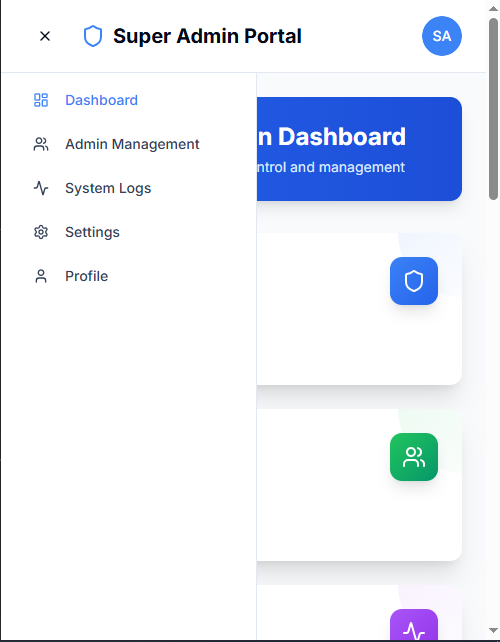 Super Admin Portal
SA
Dashboard
Admin Management
System Logs
Settings
Profile
n Dashboard
ntrol and management